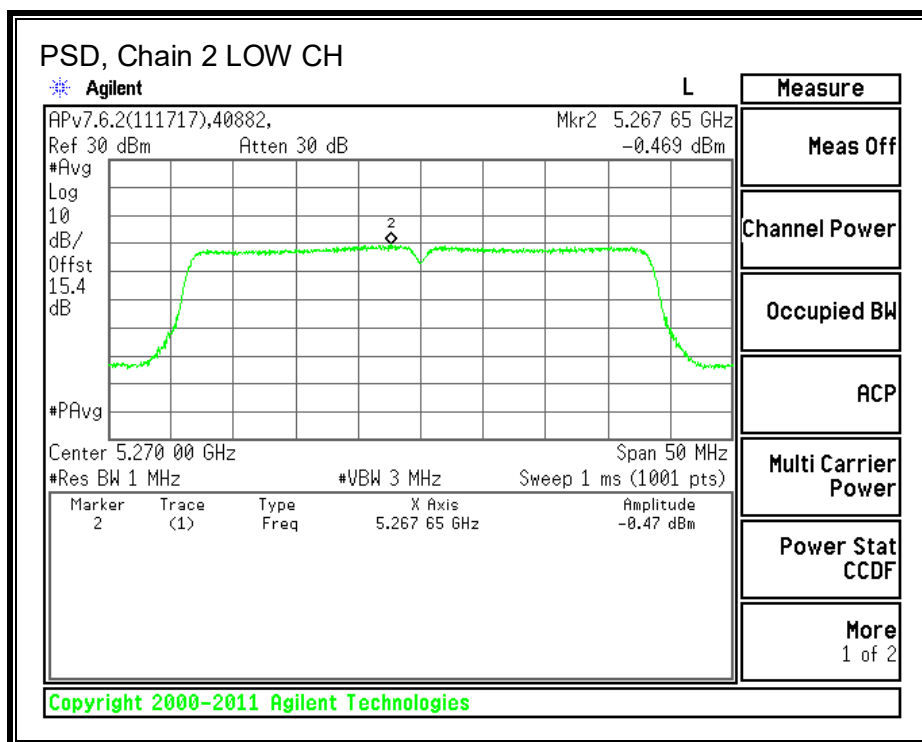 PSD, Chain 2 LOW CH
Agilent
L
Measure
APv7.6.2(111717),40882,
Mkr2 5.267 65 GHz
Ref 30 dBm
Atten 30 dB
-0.469 dBm
#Avg
Log
10
dB/
Offst
15.4
dB
#PAvg
2
Center 5.270 00 GHz
Span 50 MHz
#Res BW 1 MHz
#VBW 3 MHz
Sweep 1 ms (1001 pts)
Marker Trace Type X Axis Amplitude
2 (1) Freq 5.267 65 GHz -0.47 dBm
Meas Off
Channel Power
Occupied BW
ACP
Multi Carrier
Power
Power Stat
CCDF
More
1 of 2
Copyright 2000-2011 Agilent Technologies